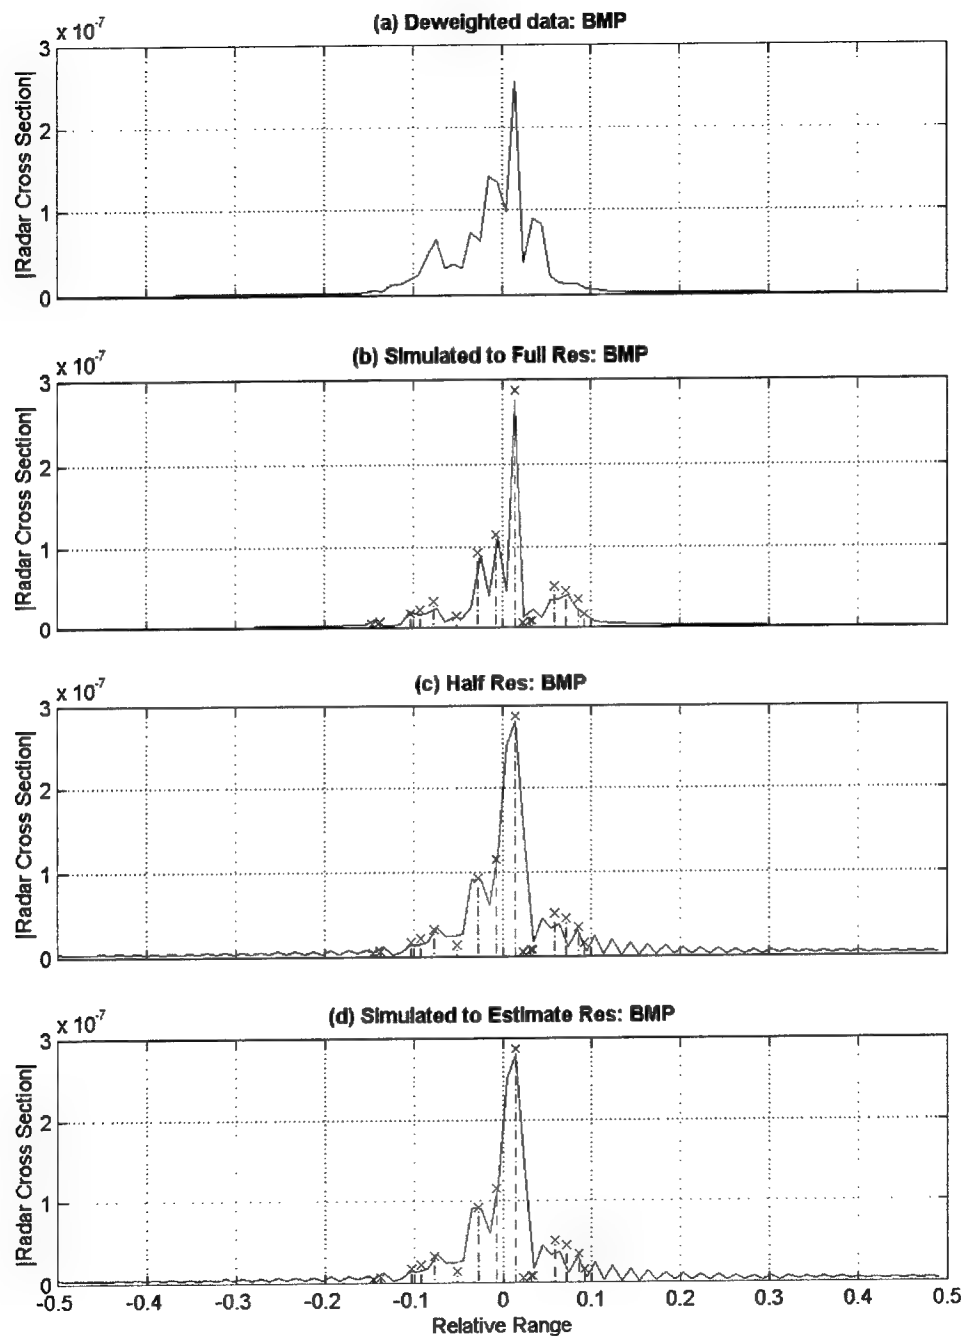 (a) Deweighted data: BMP
x 10^-7
3
2
1
0
|Radar Cross Section|
(b) Simulated to Full Res: BMP
x 10^-7
3
2
1
0
|Radar Cross Section|
(c) Half Res: BMP
x 10^-7
3
2
1
0
|Radar Cross Section|
(d) Simulated to Estimate Res: BMP
x 10^-7
3
2
1
0
|Radar Cross Section|
-0.5 -0.4 -0.3 -0.2 -0.1 0 0.1 0.2 0.3 0.4 0.5
Relative Range